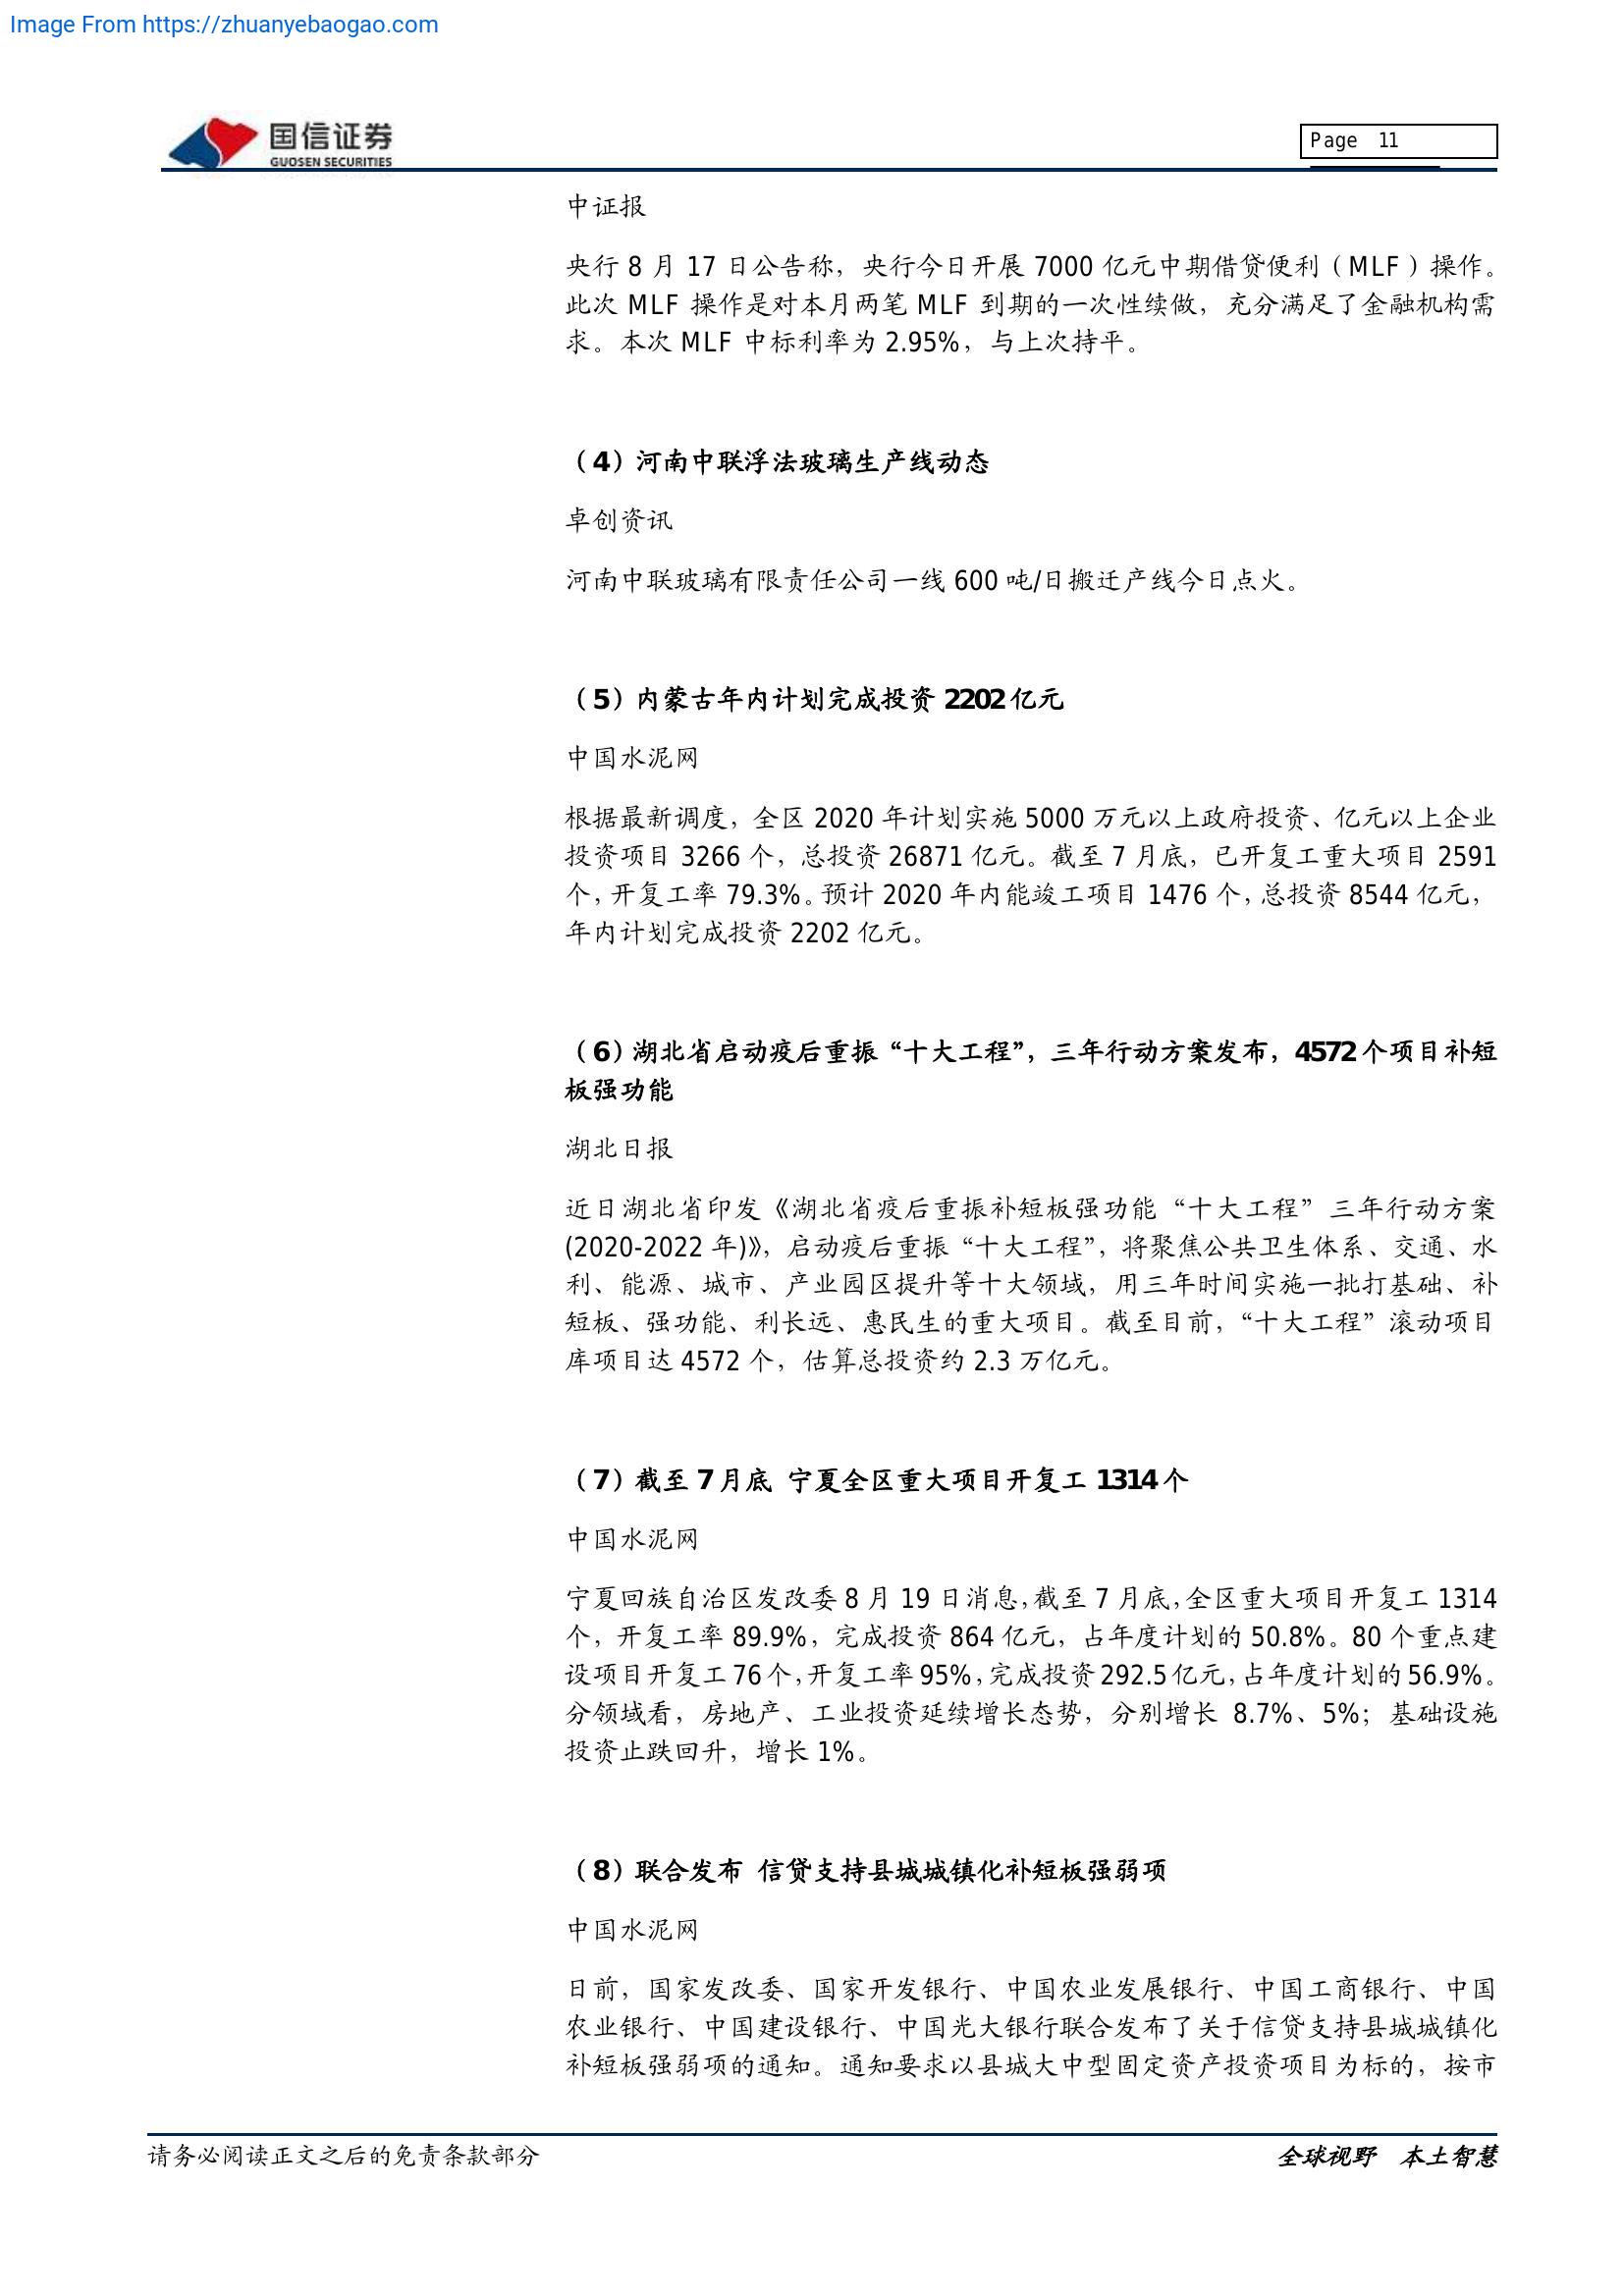 Image From https://zhuanyebaogao.com
国信证券
GUOSEN SECURITIES
Page 11
中证报
央行 8 月 17 日公告称，央行今日开展 7000 亿元中期借贷便利（MLF）操作。
此次 MLF 操作是对本月两笔 MLF 到期的一次性续做，充分满足了金融机构需
求。本次 MLF 中标利率为 2.95%，与上次持平。
（4）河南中联浮法玻璃生产线动态
卓创资讯
河南中联玻璃有限责任公司一线 600 吨/日搬迁产线今日点火。
（5）内蒙古年内计划完成投资 2202 亿元
中国水泥网
根据最新调度，全区 2020 年计划实施 5000 万元以上政府投资、亿元以上企业
投资项目 3266 个，总投资 26871 亿元。截至 7 月底，已开复工重大项目 2591
个，开复工率 79.3%。预计 2020 年内能竣工项目 1476 个，总投资 8544 亿元，
年内计划完成投资 2202 亿元。
（6）湖北省启动疫后重振“十大工程”，三年行动方案发布，4572 个项目补短
板强功能
湖北日报
近日湖北省印发《湖北省疫后重振补短板强功能“十大工程”三年行动方案
(2020-2022 年)》，启动疫后重振“十大工程”，将聚焦公共卫生体系、交通、水
利、能源、城市、产业园区提升等十大领域，用三年时间实施一批打基础、补
短板、强功能、利长远、惠民生的重大项目。截至目前，“十大工程”滚动项目
库项目达 4572 个，估算总投资约 2.3 万亿元。
（7）截至 7 月底 宁夏全区重大项目开复工 1314 个
中国水泥网
宁夏回族自治区发改委 8 月 19 日消息，截至 7 月底，全区重大项目开复工 1314
个，开复工率 89.9%，完成投资 864 亿元，占年度计划的 50.8%。80 个重点建
设项目开复工 76 个，开复工率 95%，完成投资 292.5 亿元，占年度计划的 56.9%。
分领域看，房地产、工业投资延续增长态势，分别增长 8.7%、5%；基础设施
投资止跌回升，增长 1%。
（8）联合发布 信贷支持县城城镇化补短板强弱项
中国水泥网
日前，国家发改委、国家开发银行、中国农业发展银行、中国工商银行、中国
农业银行、中国建设银行、中国光大银行联合发布了关于信贷支持县城城镇化
补短板强弱项的通知。通知要求以县城大中型固定资产投资项目为标的，按市
请务必阅读正文之后的免责条款部分
全球视野 本土智慧